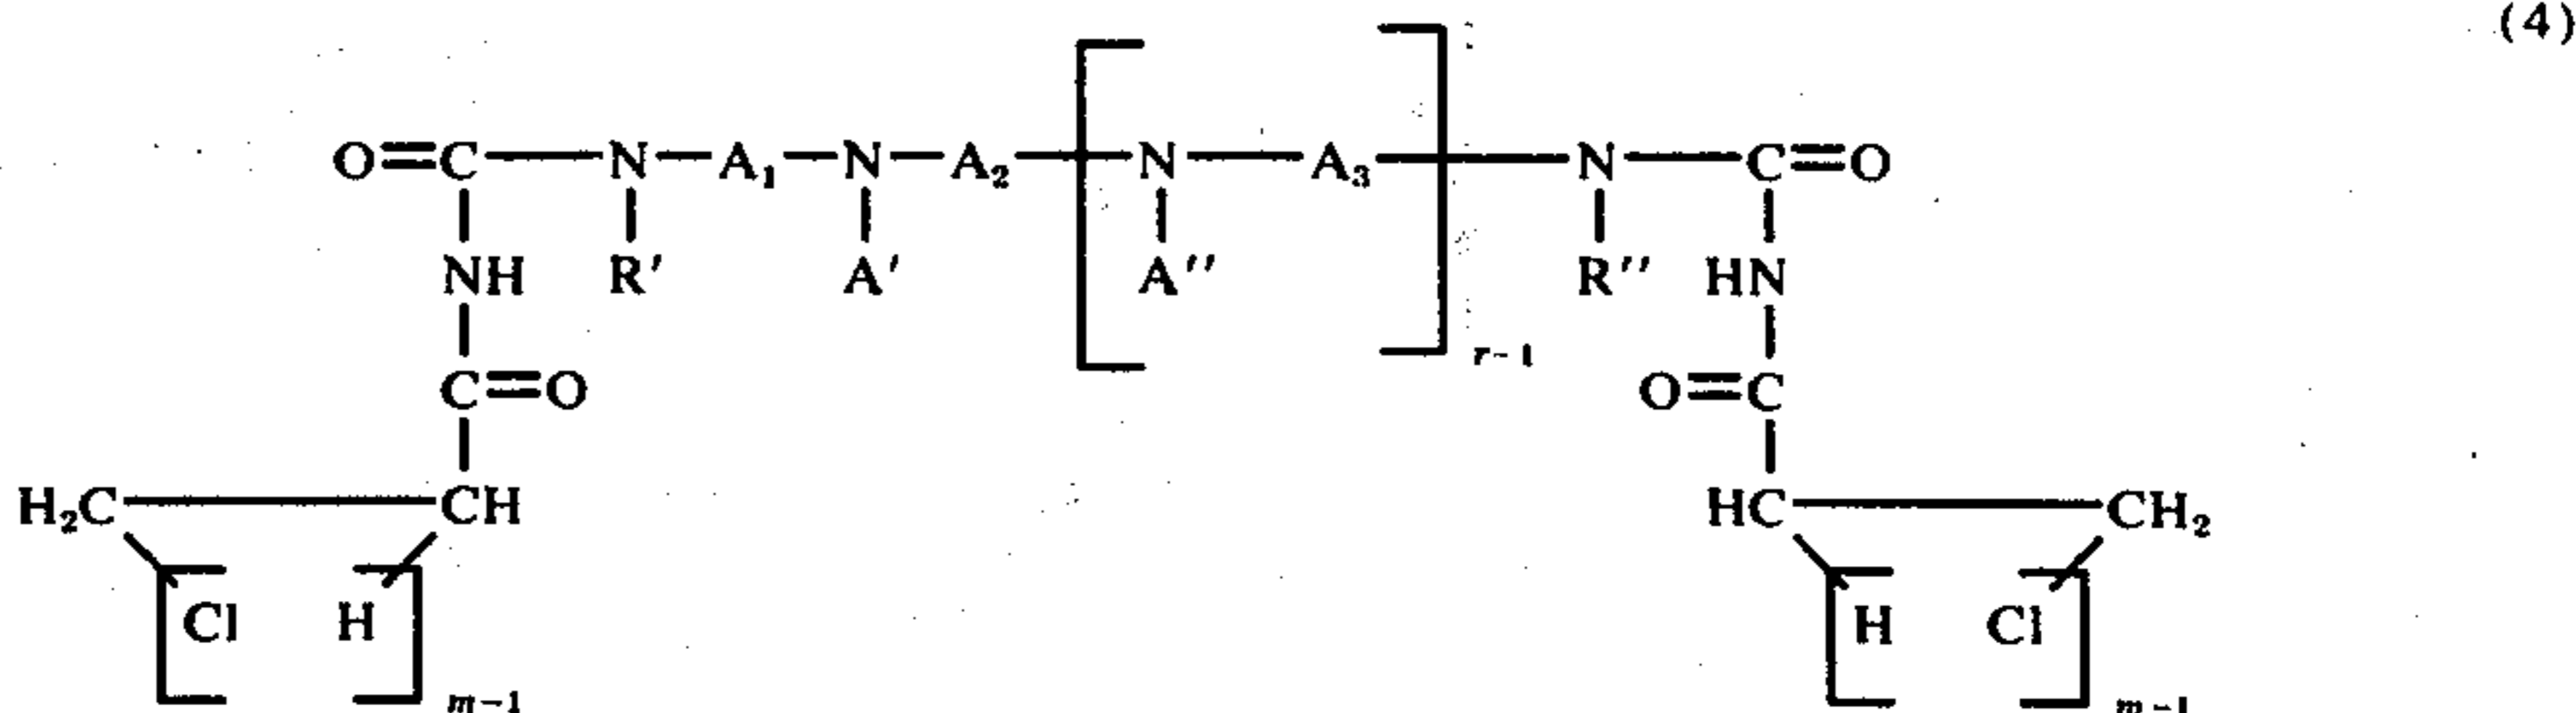 (4)
O=C—N—A₁—N—A₂—[N—A₃]—N—C=O
NH R′ A′ A″ R″ HN
r-1
C=O O=C
H₂C—CH HC—CH₂
[Cl H] [H Cl]
m-1 m-1